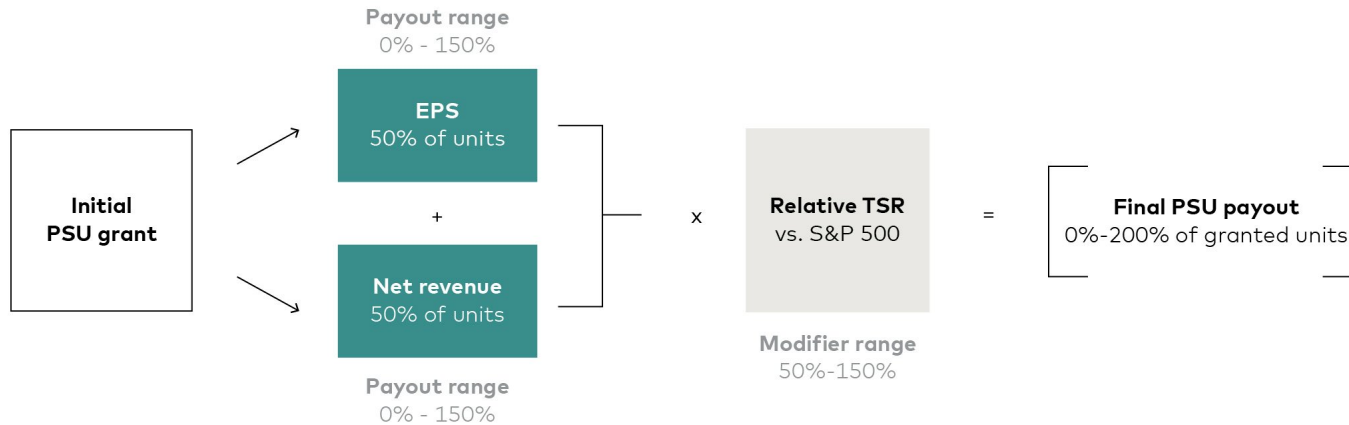 Payout range
0% - 150%
EPS
50% of units
Initial
PSU grant
+
Net revenue
50% of units
Payout range
0% - 150%
x
Relative TSR
vs. S&P 500
Modifier range
50%-150%
=
Final PSU payout
0%-200% of granted units